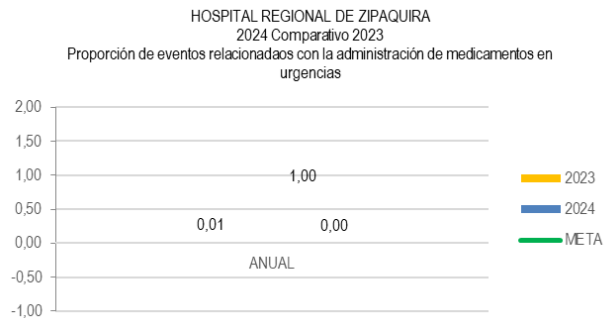 HOSPITAL REGIONAL DE ZIPAQUIRA
2024 Comparativo 2023
Proporción de eventos relacionadaos con la administración de medicamentos en
urgencias
2,00
1,50
1,00
0,50
0,00
-0,50
-1,00
1,00
0,01
0,00
ANUAL
2023
2024
META